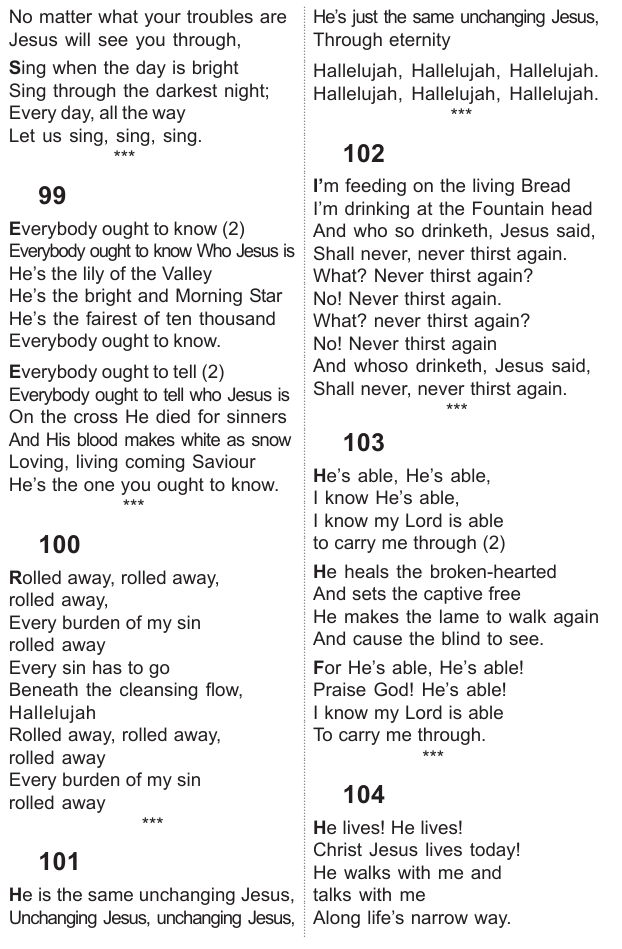 No matter what your troubles are
Jesus will see you through,
Sing when the day is bright
Sing through the darkest night;
Every day, all the way
Let us sing, sing, sing.
***
99
Everybody ought to know (2)
Everybody ought to know Who Jesus is
He's the lily of the Valley
He's the bright and Morning Star
He's the fairest of ten thousand
Everybody ought to know.
Everybody ought to tell (2)
Everybody ought to tell who Jesus is
On the cross He died for sinners
And His blood makes white as snow
Loving, living coming Saviour
He's the one you ought to know.
***
100
Rolled away, rolled away,
rolled away,
Every burden of my sin
rolled away
Every sin has to go
Beneath the cleansing flow,
Hallelujah
Rolled away, rolled away,
rolled away
Every burden of my sin
rolled away
***
101
He is the same unchanging Jesus,
Unchanging Jesus, unchanging Jesus,
He's just the same unchanging Jesus,
Through eternity
Hallelujah, Hallelujah, Hallelujah.
Hallelujah, Hallelujah, Hallelujah.
***
102
I'm feeding on the living Bread
I'm drinking at the Fountain head
And who so drinketh, Jesus said,
Shall never, never thirst again.
What? Never thirst again?
No! Never thirst again.
What? never thirst again?
No! Never thirst again
And whoso drinketh, Jesus said,
Shall never, never thirst again.
***
103
He's able, He's able,
I know He's able,
I know my Lord is able
to carry me through (2)
He heals the broken-hearted
And sets the captive free
He makes the lame to walk again
And cause the blind to see.
For He's able, He's able!
Praise God! He's able!
I know my Lord is able
To carry me through.
***
104
He lives! He lives!
Christ Jesus lives today!
He walks with me and
talks with me
Along life's narrow way.